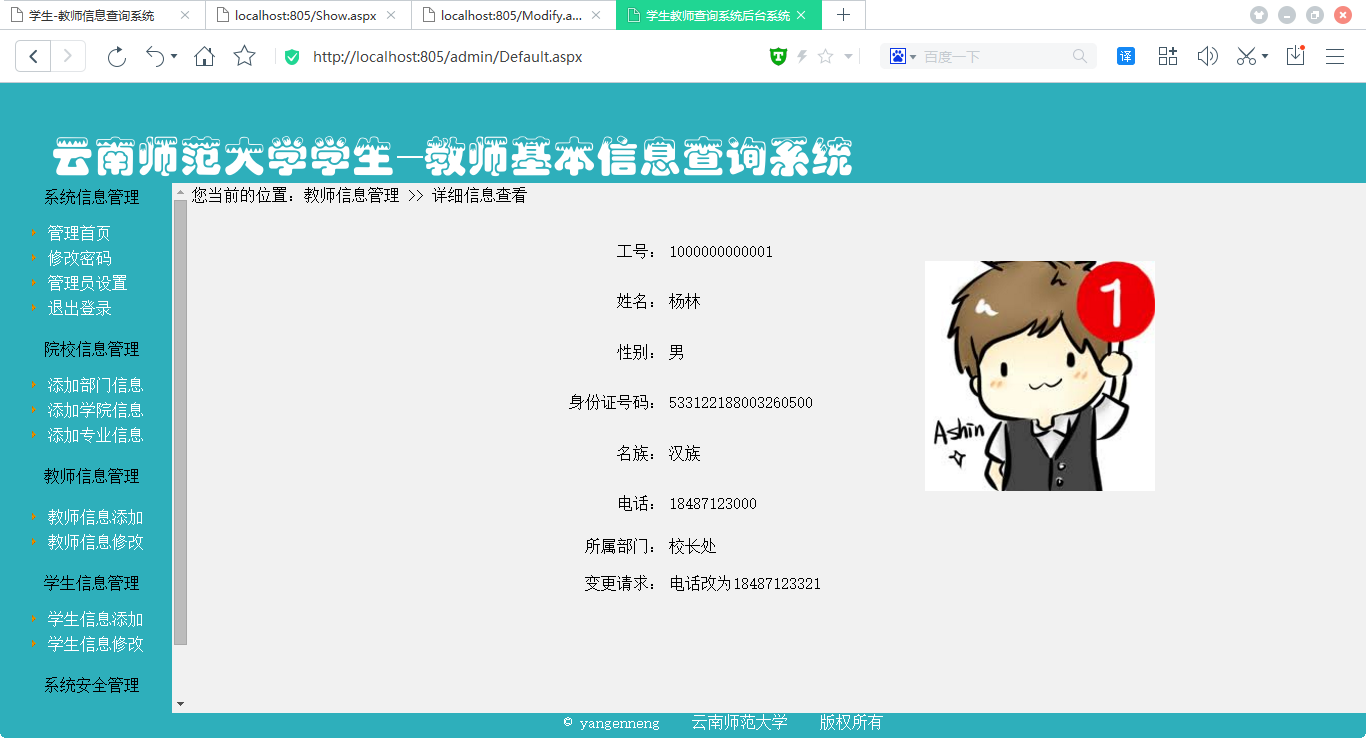 学生-教师信息查询系统
localhost:805/Show.aspx
localhost:805/Modify.a...
学生教师查询系统后台系统
http://localhost:805/admin/Default.aspx
百度一下
译
云南师范大学学生—教师基本信息查询系统
系统信息管理
管理首页
修改密码
管理员设置
退出登录
院校信息管理
添加部门信息
添加学院信息
添加专业信息
教师信息管理
教师信息添加
教师信息修改
学生信息管理
学生信息添加
学生信息修改
系统安全管理
您当前的位置：教师信息管理 >> 详细信息查看
工号： 1000000000001
姓名： 杨林
性别： 男
身份证号码： 533122188003260500
名族： 汉族
电话： 18487123000
所属部门： 校长处
变更请求： 电话改为18487123321
1
Ashin
© yangenneng 云南师范大学 版权所有